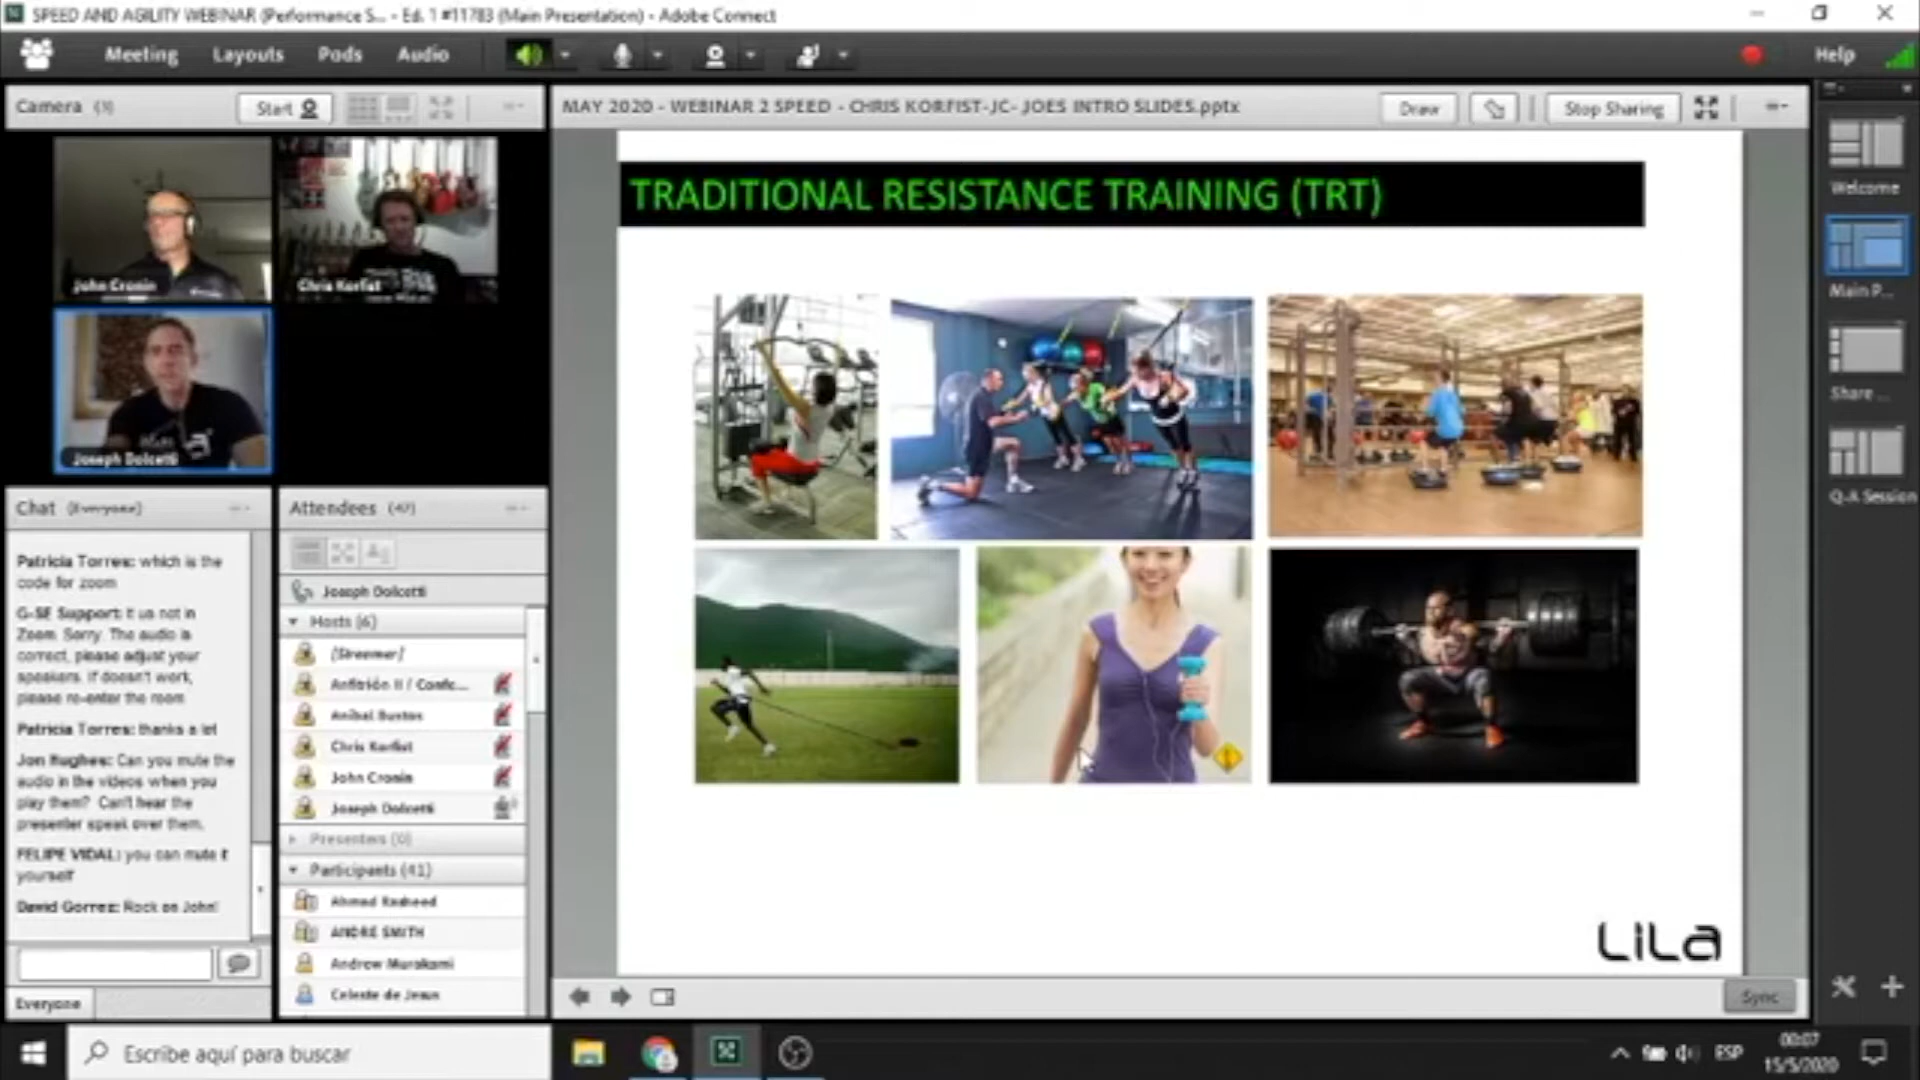 SPEED AND AGILITY WEBINAR (Performance S... - Ed. 1 #11783 (Main Presentation) - Adobe Connect
Meeting Layouts Pods Audio Help
Camera (3) Start
John Cronin
Chris Korfist
Joseph Dolcetti
Chat (Everyone)
Patricia Torres: which is the
code for zoom
G-SE Support: it us not in
Zoom. Sorry. The audio is
correct, please adjust your
speakers. If doesn't work,
please re-enter the room
Patricia Torres: thanks a lot
Jon Hughes: Can you mute the
audio in the videos when you
play them? Can't hear the
presenter speak over them.
FELIPE VIDAL: you can mute it
yourself
David Gorrez: Rock on John!
Everyone
Attendees (47)
Joseph Dolcetti
Hosts (6)
[Streamer]
Anfitrión II / Confe...
Anibal Bustos
Chris Korfist
John Cronin
Joseph Dolcetti
Presenters (0)
Participants (41)
Ahmad Rasheed
ANDRE SMITH
Andrew Murakami
Celeste de Jesus
MAY 2020 - WEBINAR 2 SPEED - CHRIS KORFIST-JC- JOES INTRO SLIDES.pptx
Draw Stop Sharing
TRADITIONAL RESISTANCE TRAINING (TRT)
LiLa
Sync
Welcome
Main P...
Share ...
Q-A Session
Escribe aquí para buscar
ESP
00:07
15/5/2020